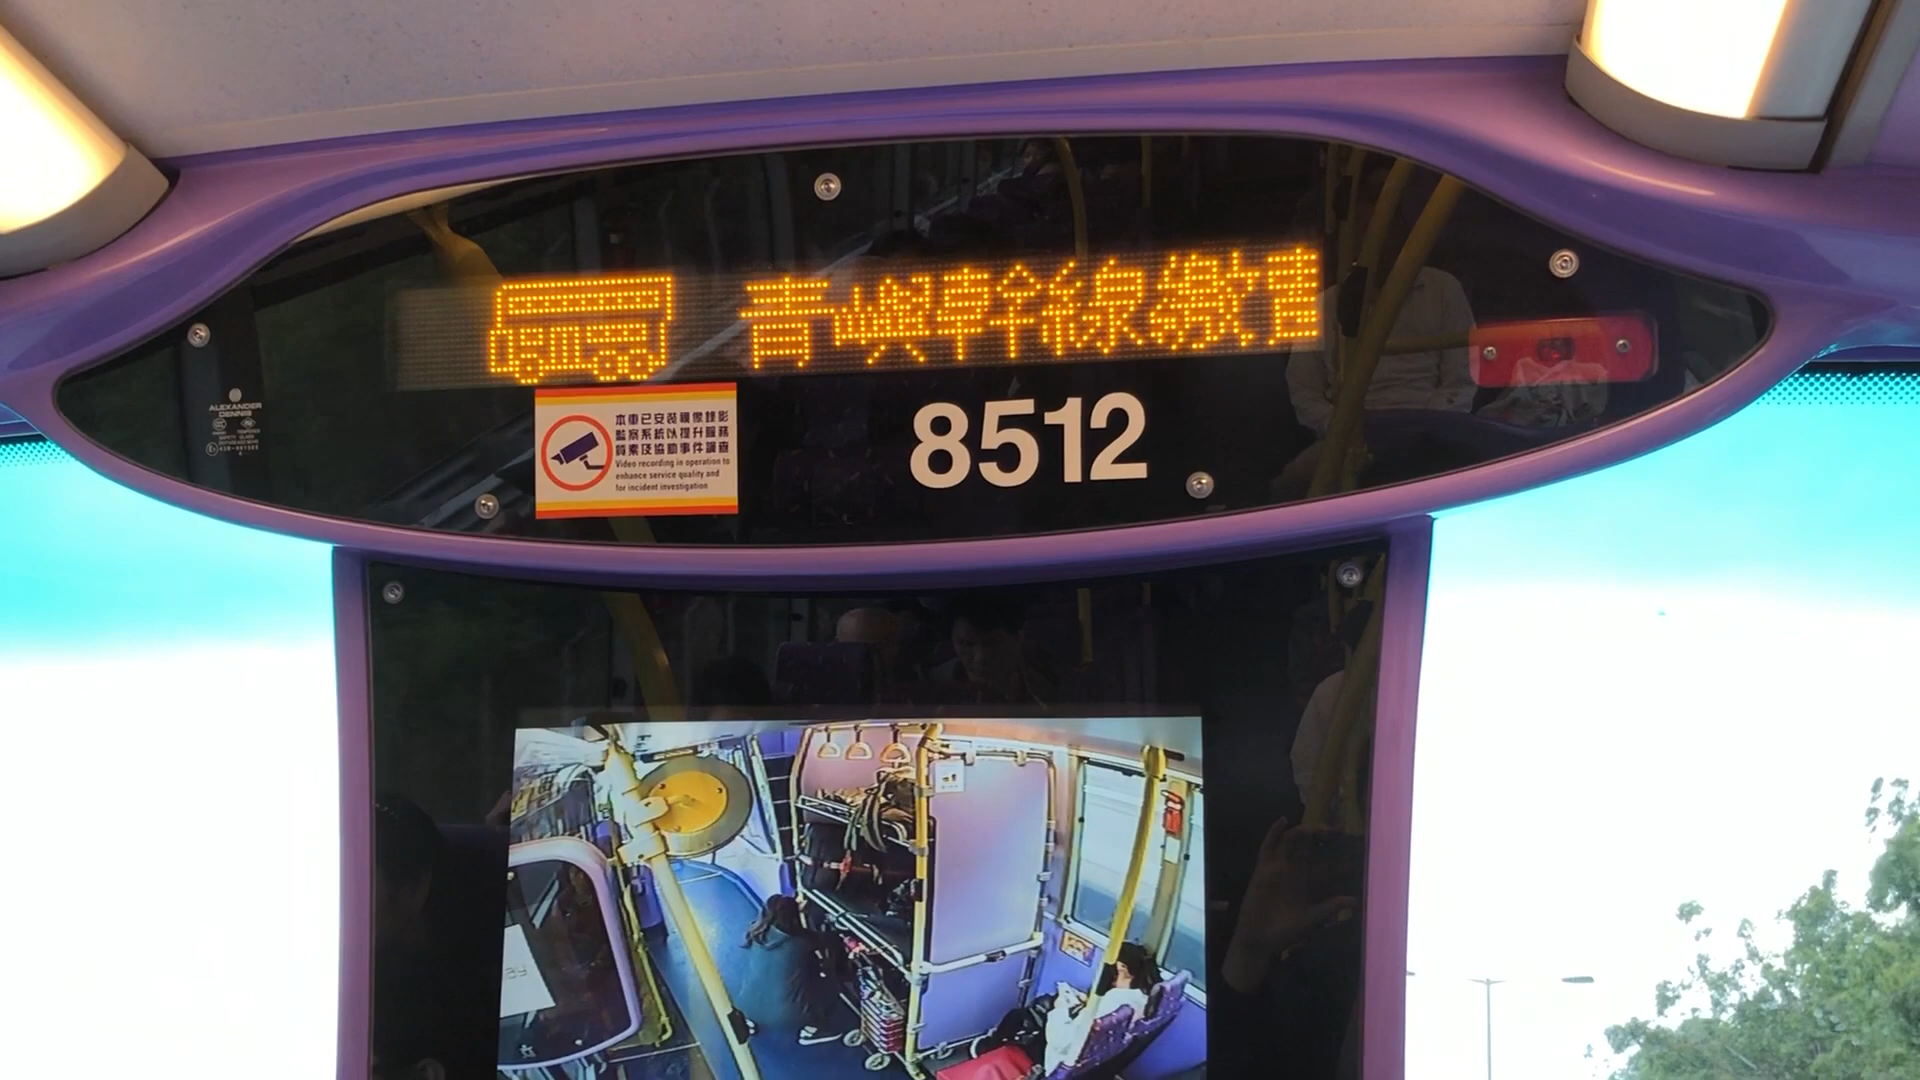 青嶼幹線繳費
本車已安裝視像錄影
監察系統以提升服務
質素及協助事件調查
Video recording in operation to
enhance service quality and
for incident investigation
8512
ALEXANDER
DENNIS